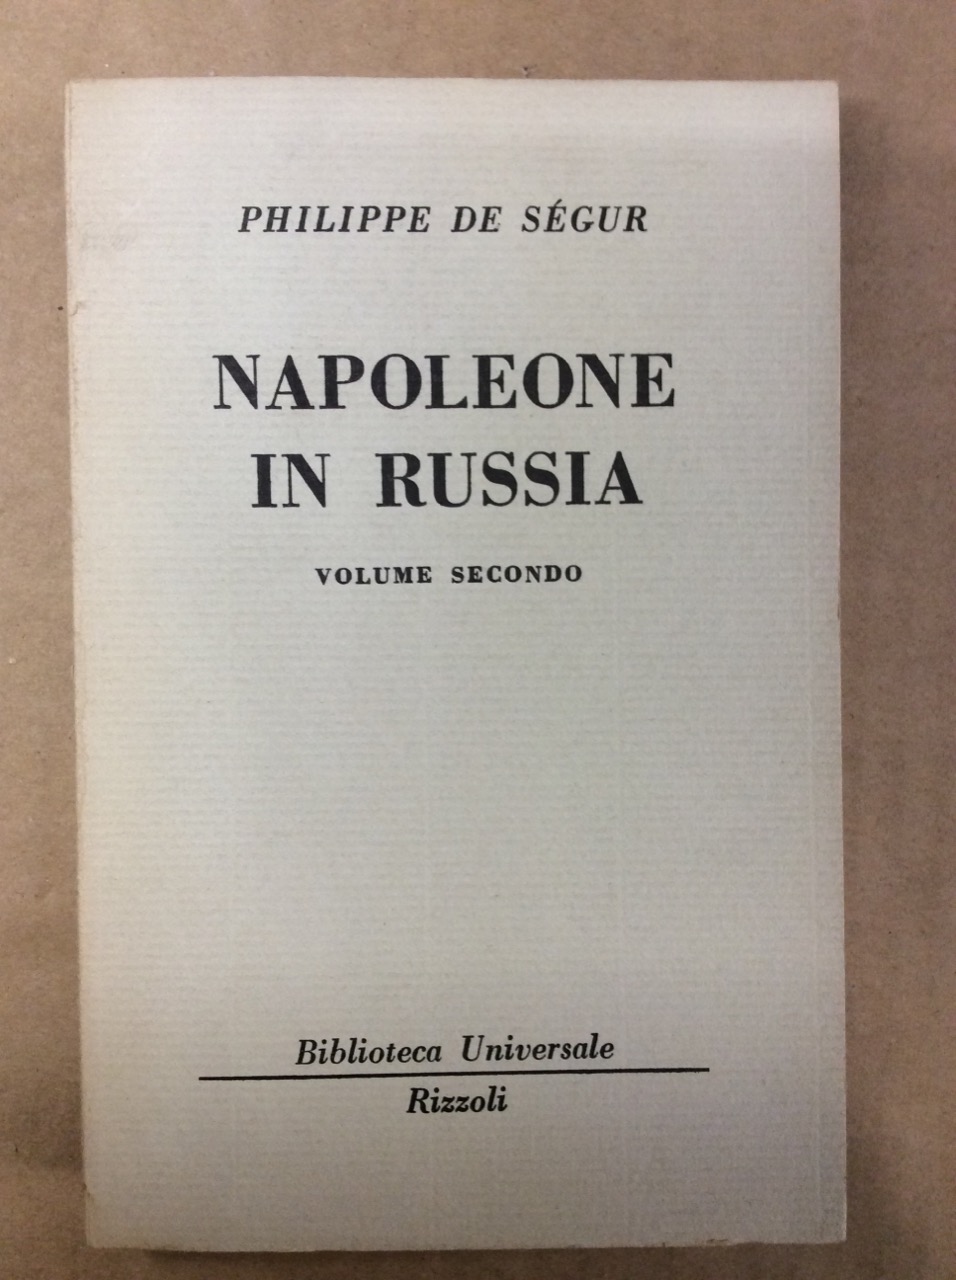 PHILIPPE DE SÉGUR
NAPOLEONE
IN RUSSIA
VOLUME SECONDO
Biblioteca Universale
Rizzoli